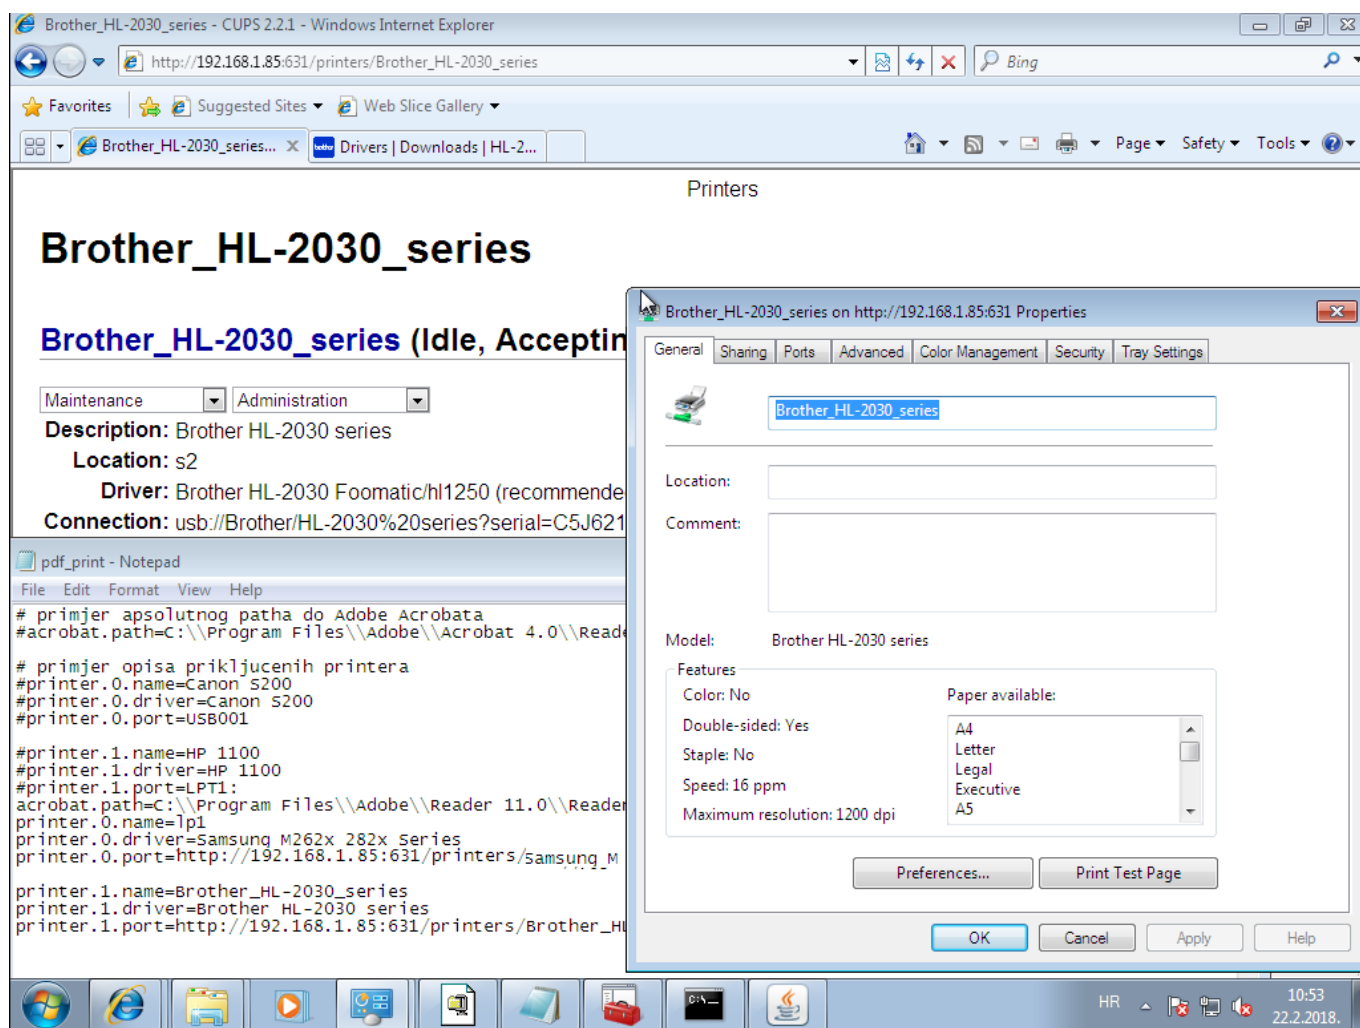 Brother_HL-2030_series - CUPS 2.2.1 - Windows Internet Explorer
http://192.168.1.85:631/printers/Brother_HL-2030_series
Bing
Favorites
Suggested Sites
Web Slice Gallery
Brother_HL-2030_series...
Drivers | Downloads | HL-2...
Page
Safety
Tools
Printers
Brother_HL-2030_series
Brother_HL-2030_series (Idle, Acceptin
Maintenance
Administration
Description: Brother HL-2030 series
Location: s2
Driver: Brother HL-2030 Foomatic/hl1250 (recommende
Connection: usb://Brother/HL-2030%20series?serial=C5J621
pdf_print - Notepad
File Edit Format View Help
# primjer apsolutnog patha do Adobe Acrobata
#acrobat.path=C:\\Program Files\\Adobe\\Acrobat 4.0\\Reade
# primjer opisa prikljucenih printera
#printer.0.name=Canon S200
#printer.0.driver=Canon S200
#printer.0.port=USB001
#printer.1.name=HP 1100
#printer.1.driver=HP 1100
#printer.1.port=LPT1:
acrobat.path=C:\\Program Files\\Adobe\\Reader 11.0\\Reader
printer.0.name=lp1
printer.0.driver=Samsung M262x 282x Series
printer.0.port=http://192.168.1.85:631/printers/Samsung_M
printer.1.name=Brother_HL-2030_series
printer.1.driver=Brother HL-2030 series
printer.1.port=http://192.168.1.85:631/printers/Brother_HL
Brother_HL-2030_series on http://192.168.1.85:631 Properties
General
Sharing
Ports
Advanced
Color Management
Security
Tray Settings
Brother_HL-2030_series
Location:
Comment:
Model: Brother HL-2030 series
Features
Color: No
Double-sided: Yes
Staple: No
Speed: 16 ppm
Maximum resolution: 1200 dpi
Paper available:
A4
Letter
Legal
Executive
A5
Preferences...
Print Test Page
OK
Cancel
Apply
Help
C:\_
HR
10:53
22.2.2018.